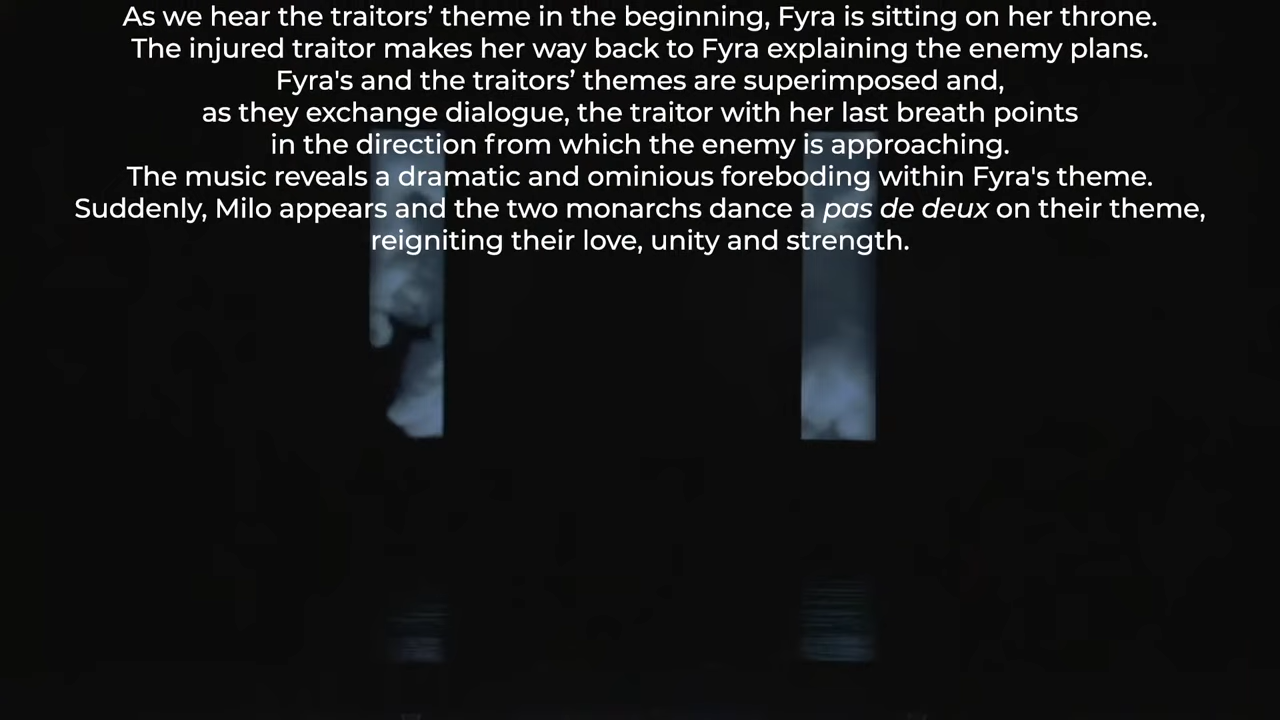 As we hear the traitors’ theme in the beginning, Fyra is sitting on her throne.
The injured traitor makes her way back to Fyra explaining the enemy plans.
Fyra's and the traitors’ themes are superimposed and,
as they exchange dialogue, the traitor with her last breath points
in the direction from which the enemy is approaching.
The music reveals a dramatic and ominious foreboding within Fyra's theme.
Suddenly, Milo appears and the two monarchs dance a pas de deux on their theme,
reigniting their love, unity and strength.